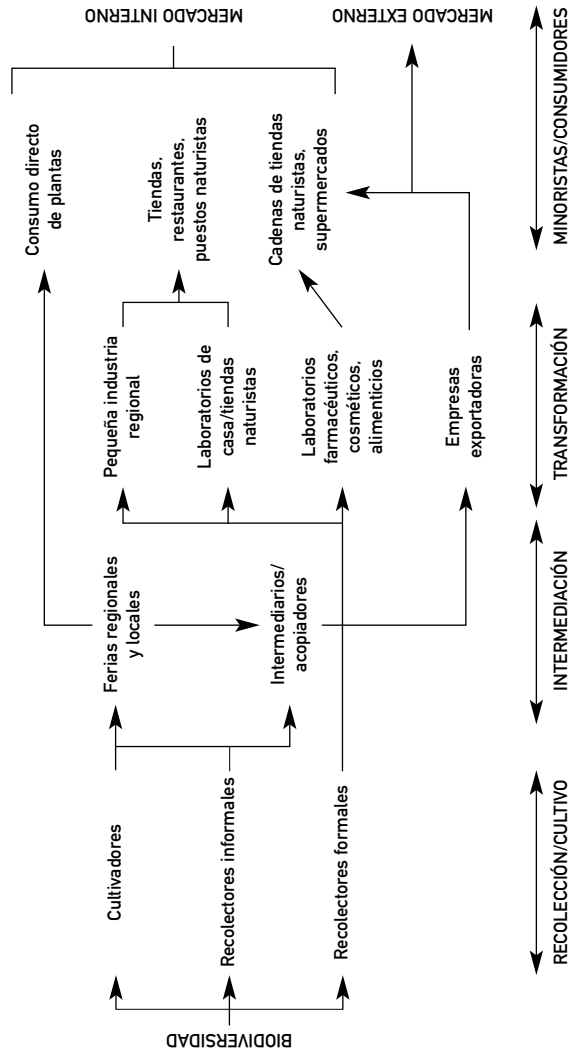 BIODIVERSIDAD
Cultivadores
Recolectores informales
Recolectores formales
Ferias regionales
y locales
Intermediarios/
acopiadores
Pequeña industria
regional
Laboratorios de
casa/tiendas
naturistas
Laboratorios
farmacéuticos,
cosméticos,
alimenticios
Empresas
exportadoras
Consumo directo
de plantas
Tiendas,
restaurantes,
puestos naturistas
Cadenas de tiendas
naturistas,
supermercados
MERCADO INTERNO
MERCADO EXTERNO
RECOLECCIÓN/CULTIVO
INTERMEDIACIÓN
TRANSFORMACIÓN
MINORISTAS/CONSUMIDORES